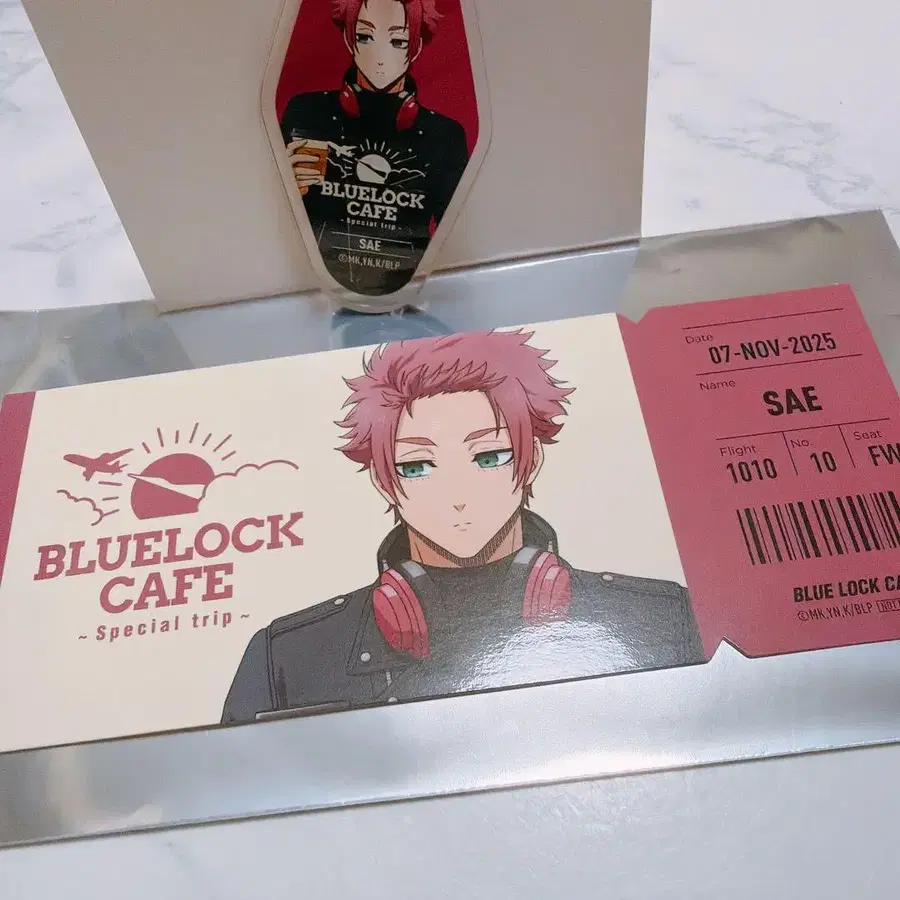 BLUELOCK
CAFE
- Special trip -
SAE
©MK,YN,K/BLP
BLUELOCK
CAFE
~ Special trip ~
Date
07-NOV-2025
Name
SAE
Flight No. Seat
1010 10 FW
BLUE LOCK
©MK,YN,K/BLP